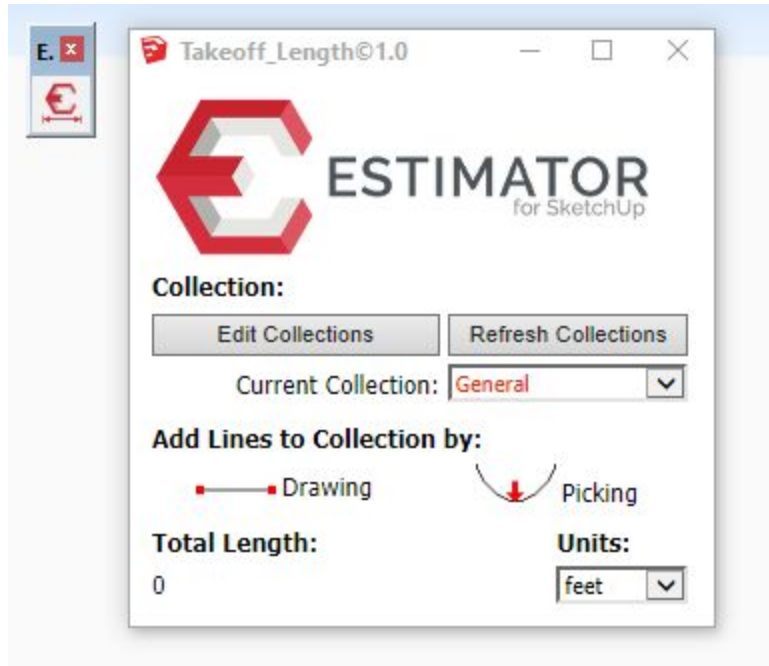 E.
Takeoff_Length©1.0
ESTIMATOR
for SketchUp
Collection:
Edit Collections
Refresh Collections
Current Collection: General
Add Lines to Collection by:
Drawing
Picking
Total Length:
Units:
0
feet